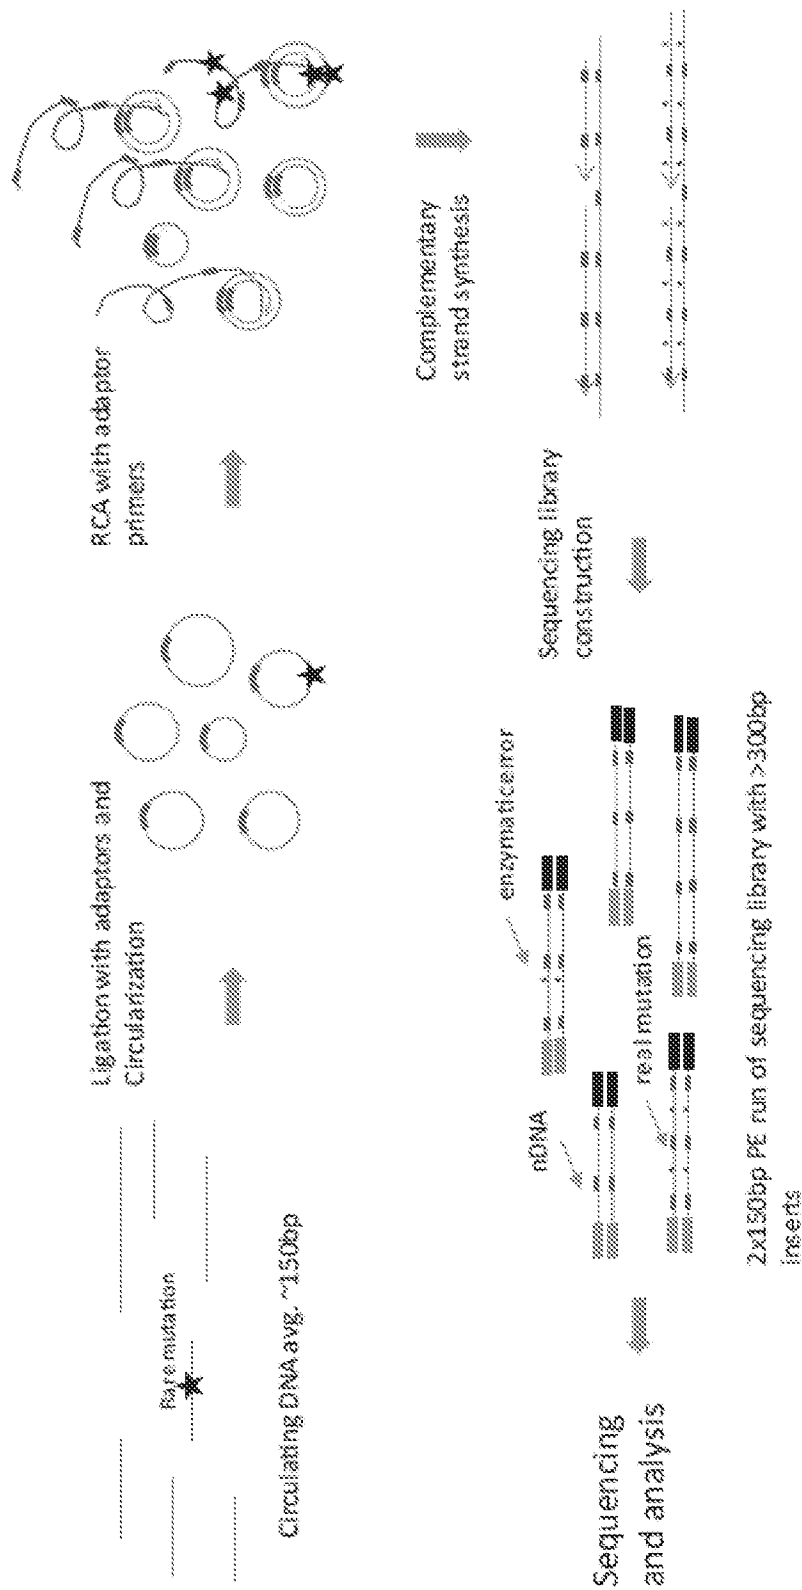 Rare mutation
Circulating DNA avg. ~150bp
Ligation with adaptors and
Circularization
RCA with adaptor
primers
Complementary
strand synthesis
Sequencing library
construction
enzymatic error
nDNA
real mutation
2x150bp PE run of sequencing library with >300bp
inserts
Sequencing
and analysis